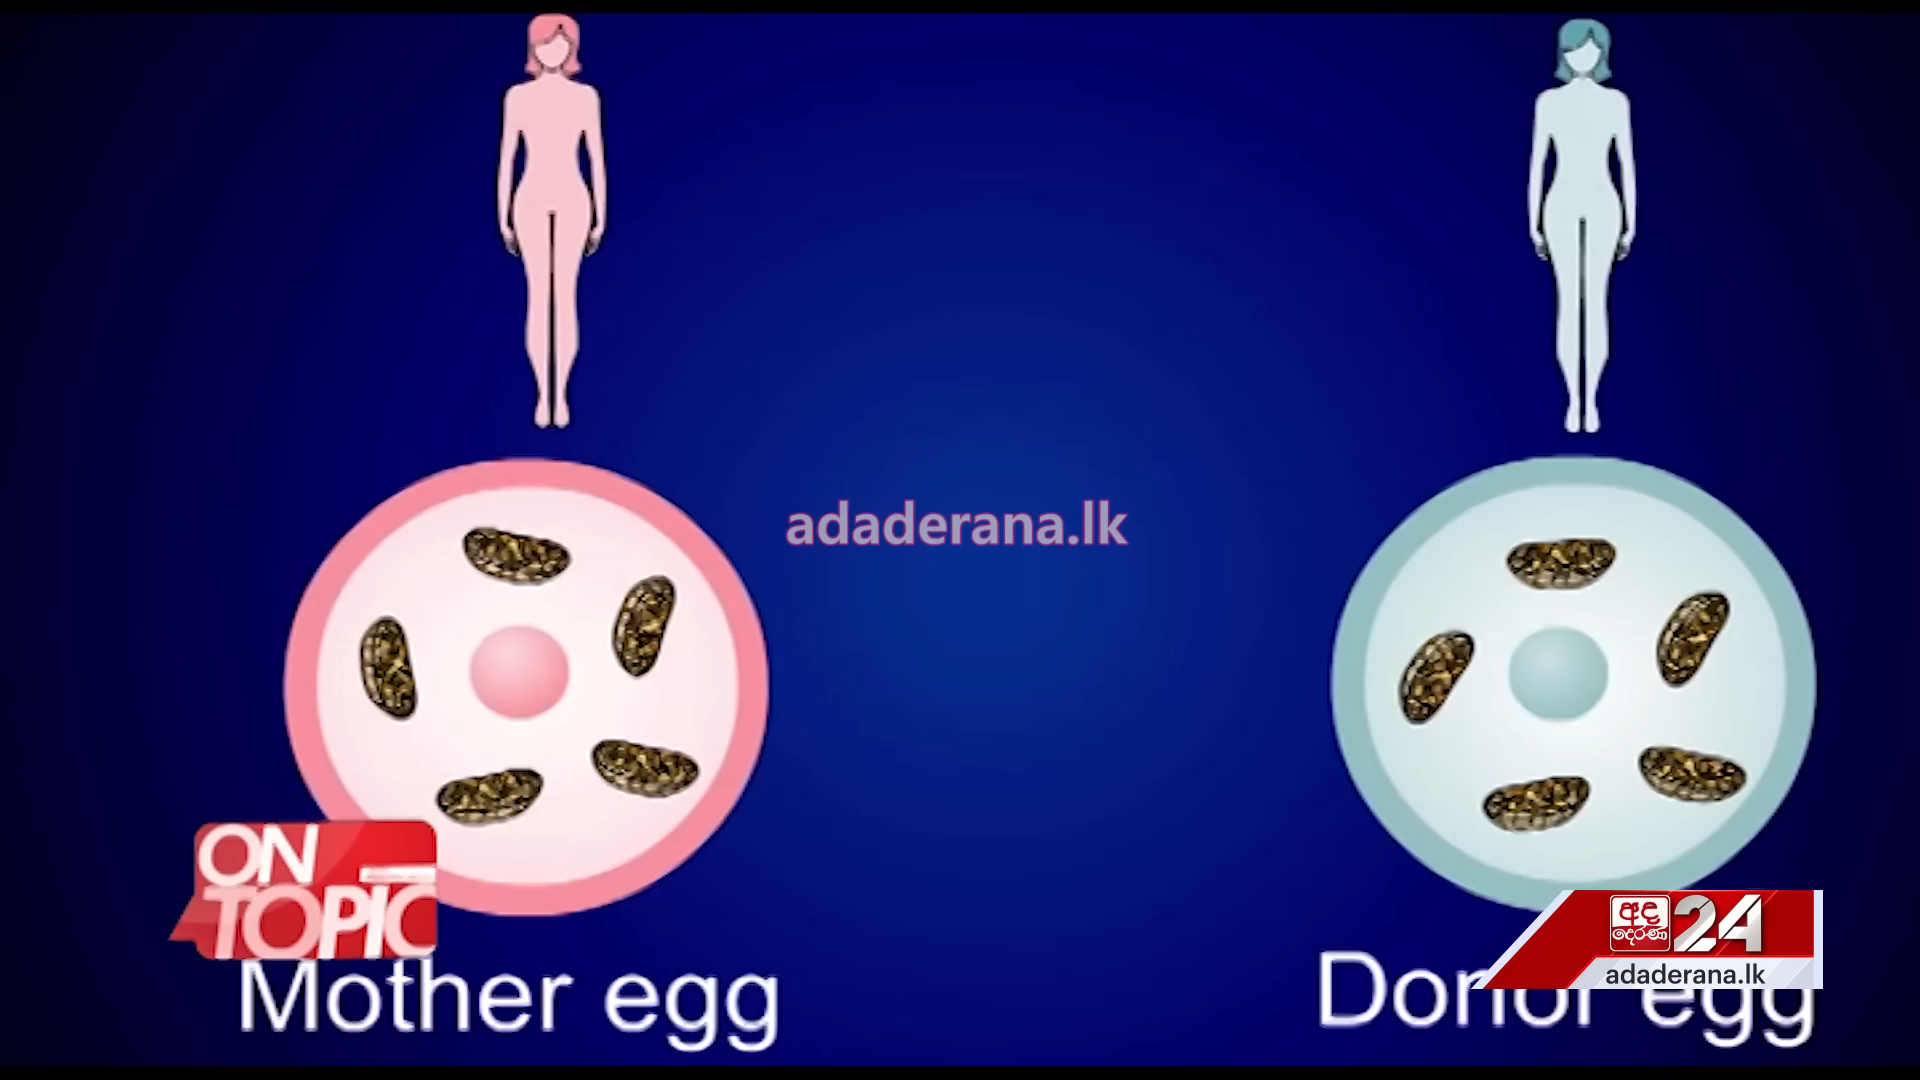 adaderana.lk
ON
TOPIC
Mother egg
Donor egg
අද
දෙරණ
24
adaderana.lk